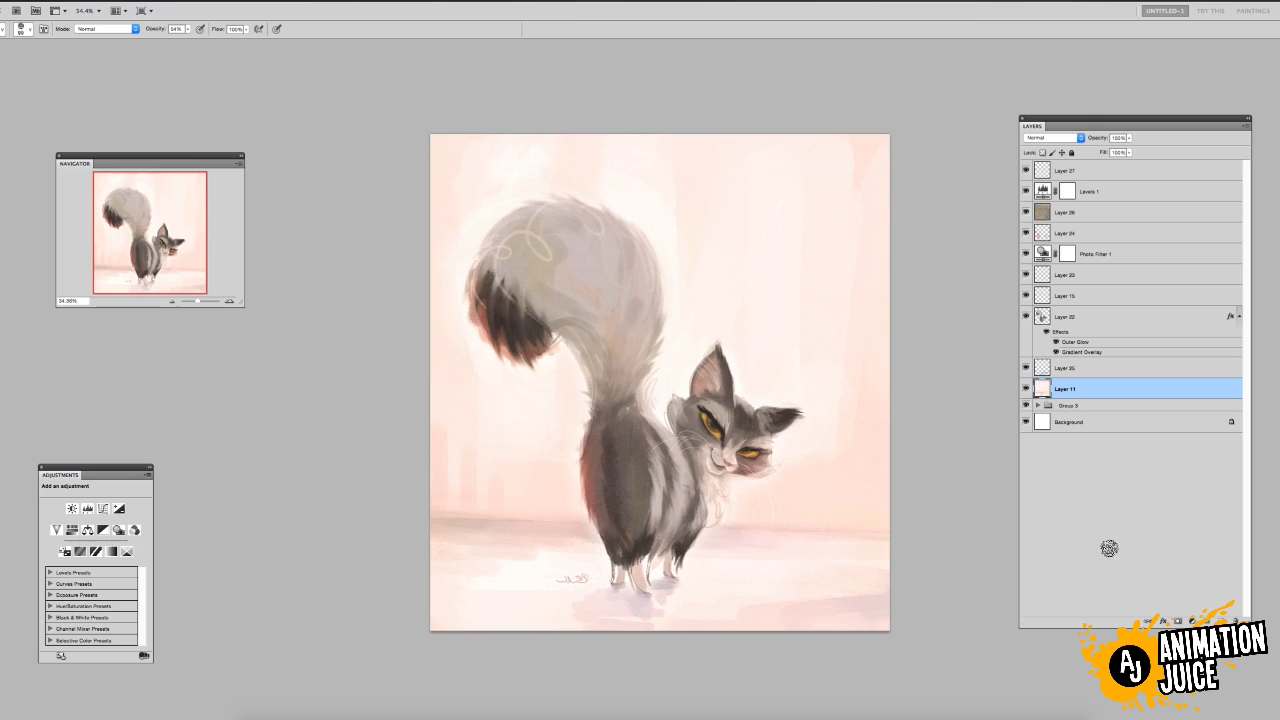 34.4%
UNTITLED-1 TRY THIS PAINTING3
99 Mode: Normal Opacity: 94% Flow: 100%
NAVIGATOR
34.36%
ADJUSTMENTS
Add an adjustment
Levels Presets
Curves Presets
Exposure Presets
Hue/Saturation Presets
Black & White Presets
Channel Mixer Presets
Selective Color Presets
LAYERS
Normal Opacity: 100%
Lock: Fill: 100%
Layer 27
Levels 1
Layer 26
Layer 24
Photo Filter 1
Layer 23
Layer 15
Layer 22 fx
Effects
Outer Glow
Gradient Overlay
Layer 25
Layer 11
Group 3
Background
AJ ANIMATION
JUICE